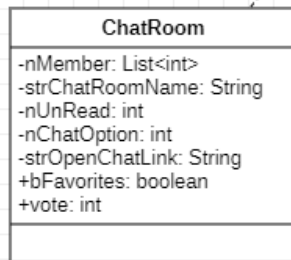 ChatRoom
-nMember: List<int>
-strChatRoomName: String
-nUnRead: int
-nChatOption: int
-strOpenChatLink: String
+bFavorites: boolean
+vote: int